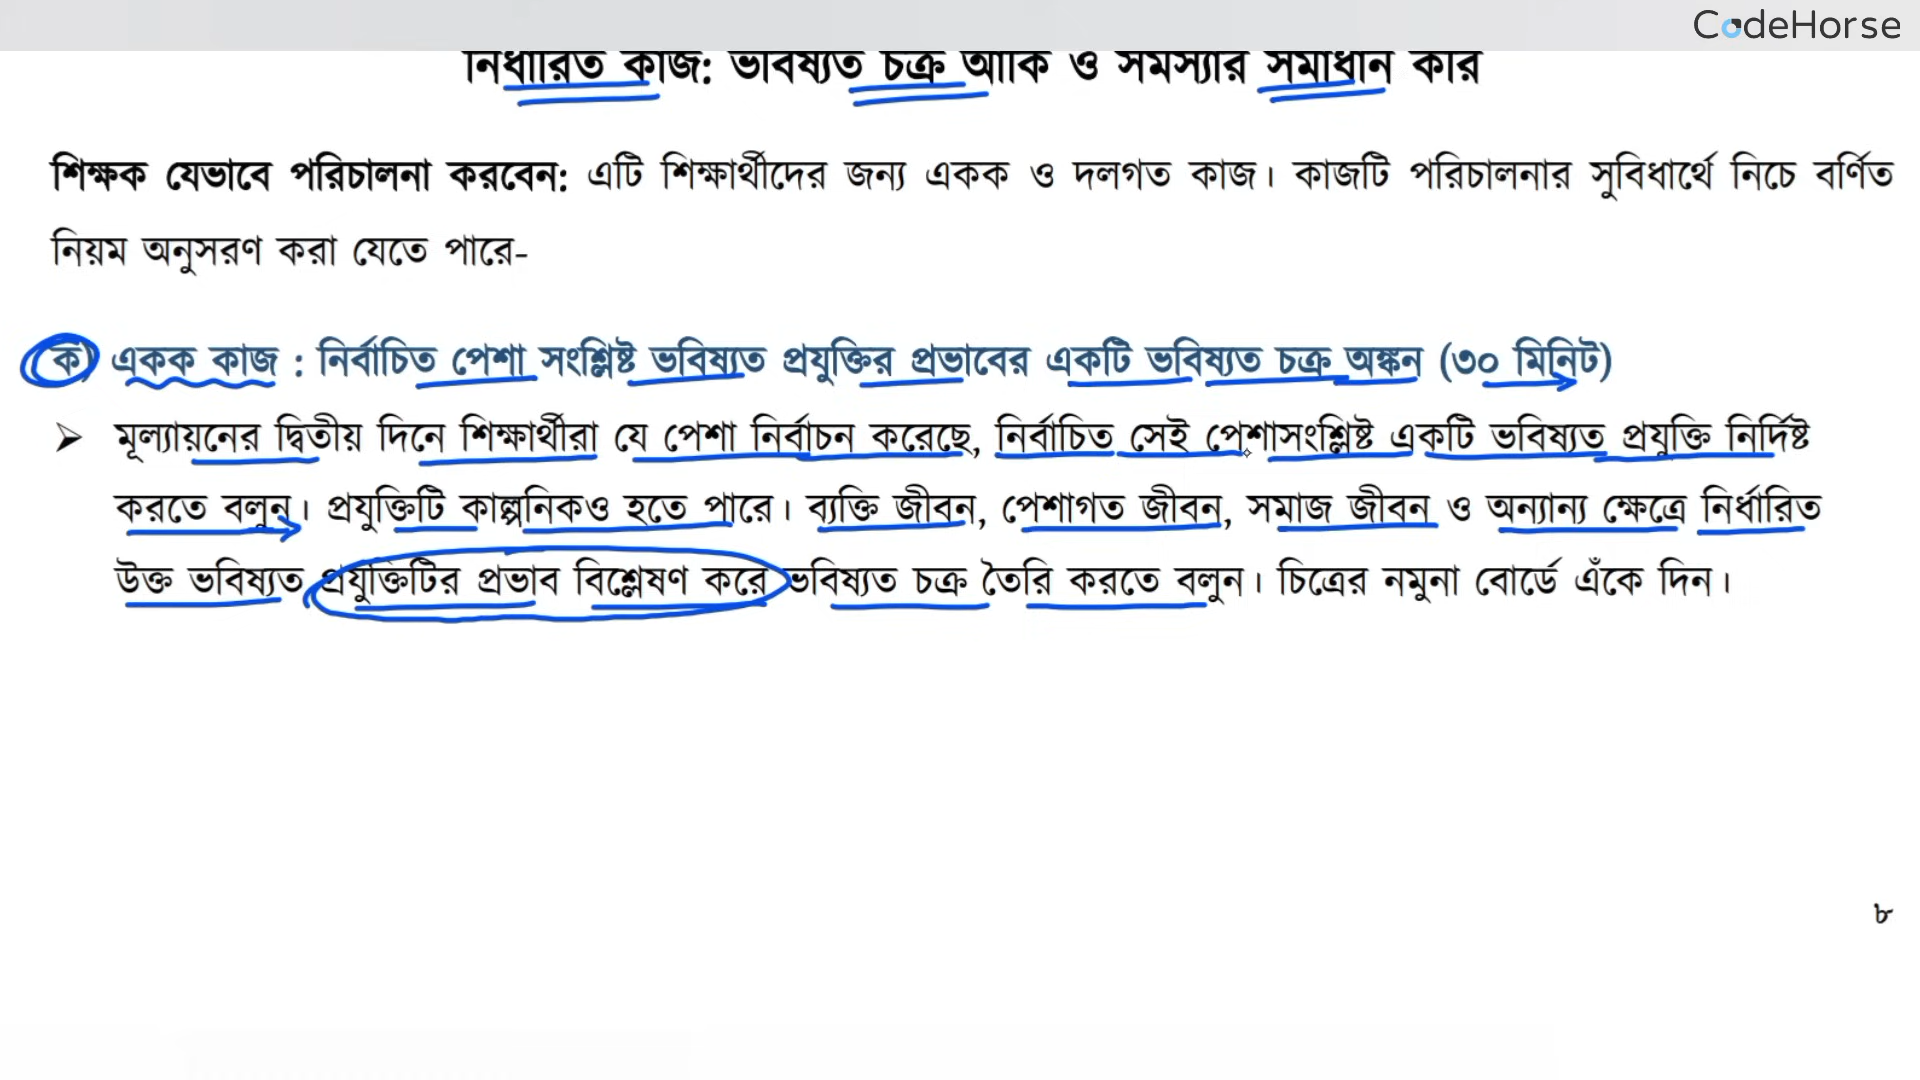 CodeHorse
নির্ধারিত কাজ: ভবিষ্যত চক্র আঁকি ও সমস্যার সমাধান করি
শিক্ষক যেভাবে পরিচালনা করবেন: এটি শিক্ষার্থীদের জন্য একক ও দলগত কাজ। কাজটি পরিচালনার সুবিধার্থে নিচে বর্ণিত
নিয়ম অনুসরণ করা যেতে পারে-
ক) একক কাজ : নির্বাচিত পেশা সংশ্লিষ্ট ভবিষ্যত প্রযুক্তির প্রভাবের একটি ভবিষ্যত চক্র অঙ্কন (৩০ মিনিট)
➤ মূল্যায়নের দ্বিতীয় দিনে শিক্ষার্থীরা যে পেশা নির্বাচন করেছে, নির্বাচিত সেই পেশাসংশ্লিষ্ট একটি ভবিষ্যত প্রযুক্তি নির্দিষ্ট
করতে বলুন। প্রযুক্তিটি কাল্পনিকও হতে পারে। ব্যক্তি জীবন, পেশাগত জীবন, সমাজ জীবন ও অন্যান্য ক্ষেত্রে নির্ধারিত
উক্ত ভবিষ্যত প্রযুক্তিটির প্রভাব বিশ্লেষণ করে ভবিষ্যত চক্র তৈরি করতে বলুন। চিত্রের নমুনা বোর্ডে এঁকে দিন।
৮